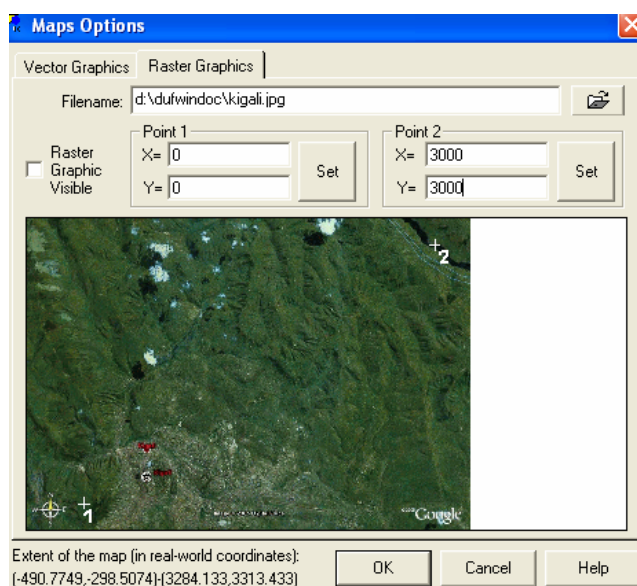 Maps Options
Vector Graphics Raster Graphics
Filename: d:\dufwindoc\kigali.jpg
Point 1
X= 0
Y= 0
Set
Point 2
X= 3000
Y= 3000
Set
Raster
Graphic
Visible
2
1
Google
Extent of the map (in real-world coordinates):
(-490.7749,-298.5074)-(3284.133,3313.433)
OK Cancel Help